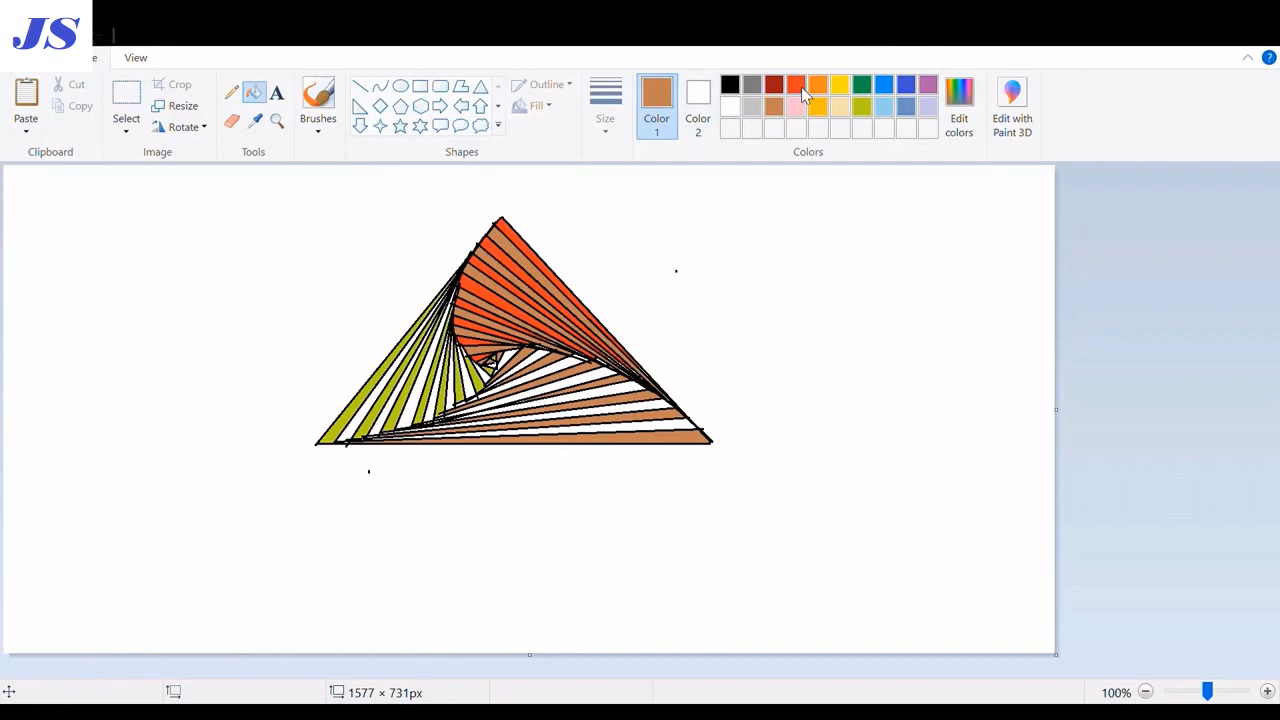 JS
View
Paste
Cut
Copy
Clipboard
Select
Crop
Resize
Rotate
Image
A
Tools
Brushes
Outline
Fill
Shapes
Size
Color
1
Color
2
Edit
colors
Colors
Edit with
Paint 3D
?
1577 × 731px
100%